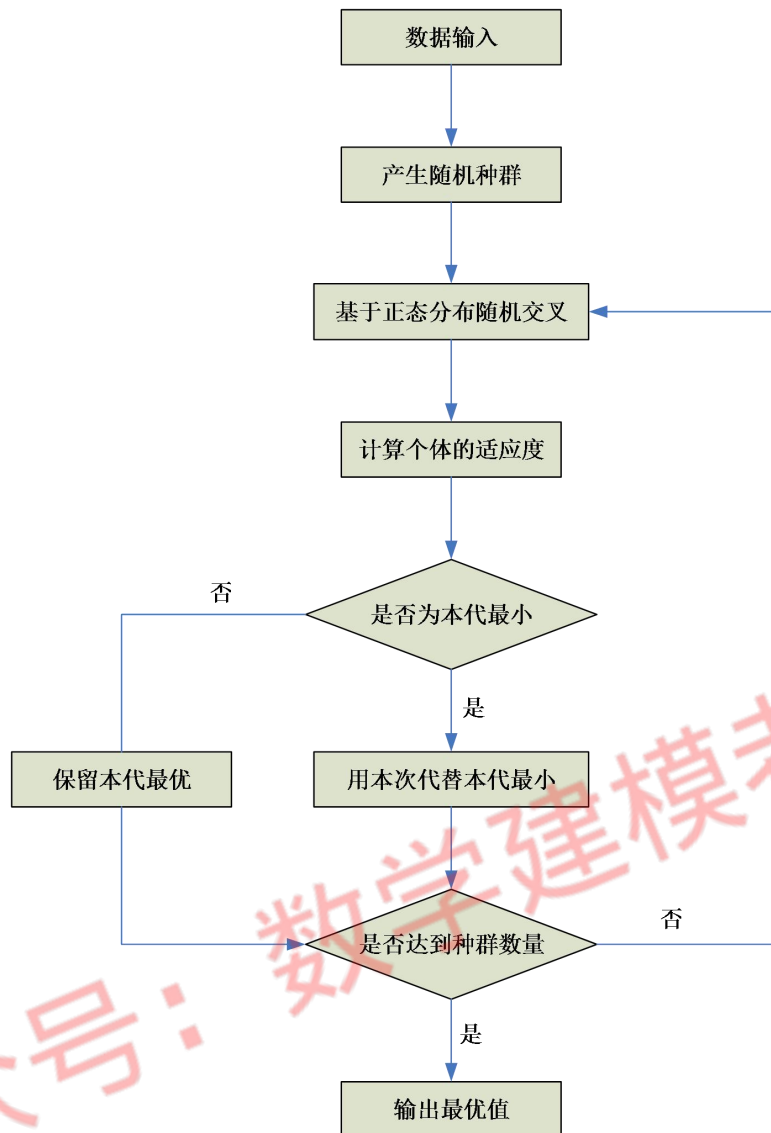 数据输入
产生随机种群
基于正态分布随机交叉
计算个体的适应度
是否为本代最小
否
是
保留本代最优
用本次代替本代最小
是否达到种群数量
否
是
输出最优值
号：数学建模